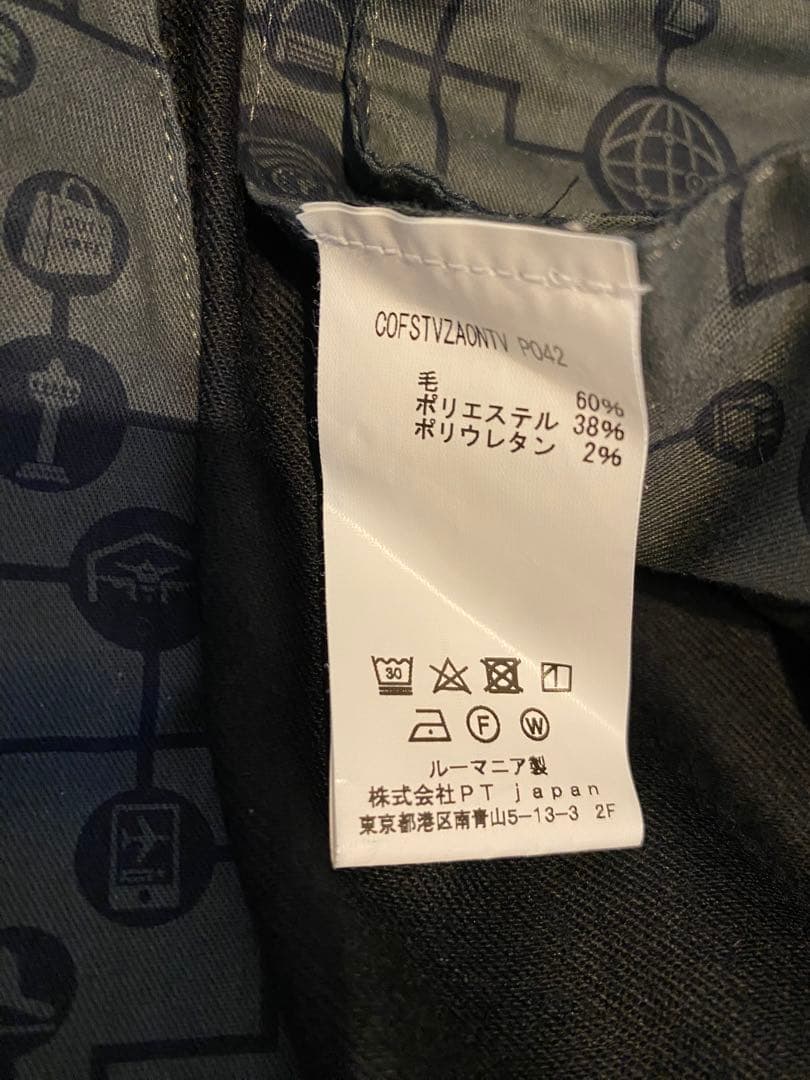 COFSTVZAONTV PO42
毛 60%
ポリエステル 38%
ポリウレタン 2%
30
F W
ルーマニア製
株式会社PT japan
東京都港区南青山5-13-3 2F